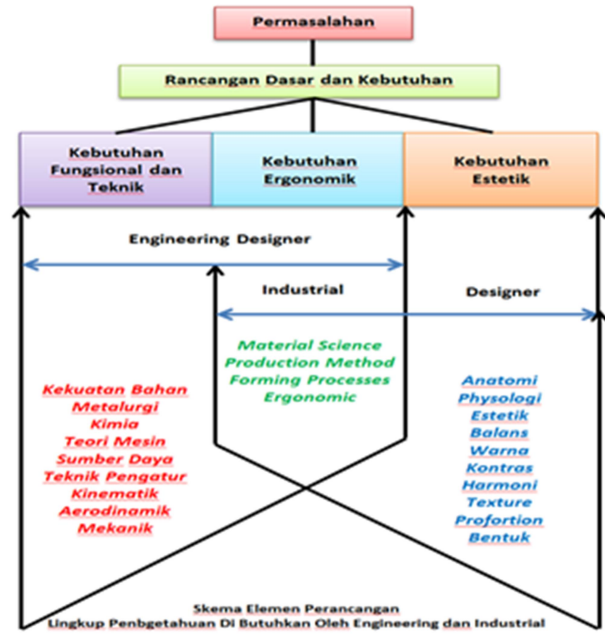 Permasalahan
Rancangan Dasar dan Kebutuhan
Kebutuhan
Fungsional dan
Teknik
Kebutuhan
Ergonomik
Kebutuhan
Estetik
Engineering Designer
Industrial
Designer
Material Science
Production Method
Forming Processes
Ergonomic
Kekuatan Bahan
Metalurgi
Kimia
Teori Mesin
Sumber Daya
Teknik Pengatur
Kinematik
Aerodinamik
Mekanik
Anatomi
Physologi
Estetik
Balans
Warna
Kontras
Harmoni
Texture
Profortion
Bentuk
Skema Elemen Perancangan
Lingkup Penbgetahuan Di Butuhkan Oleh Engineering dan Industrial